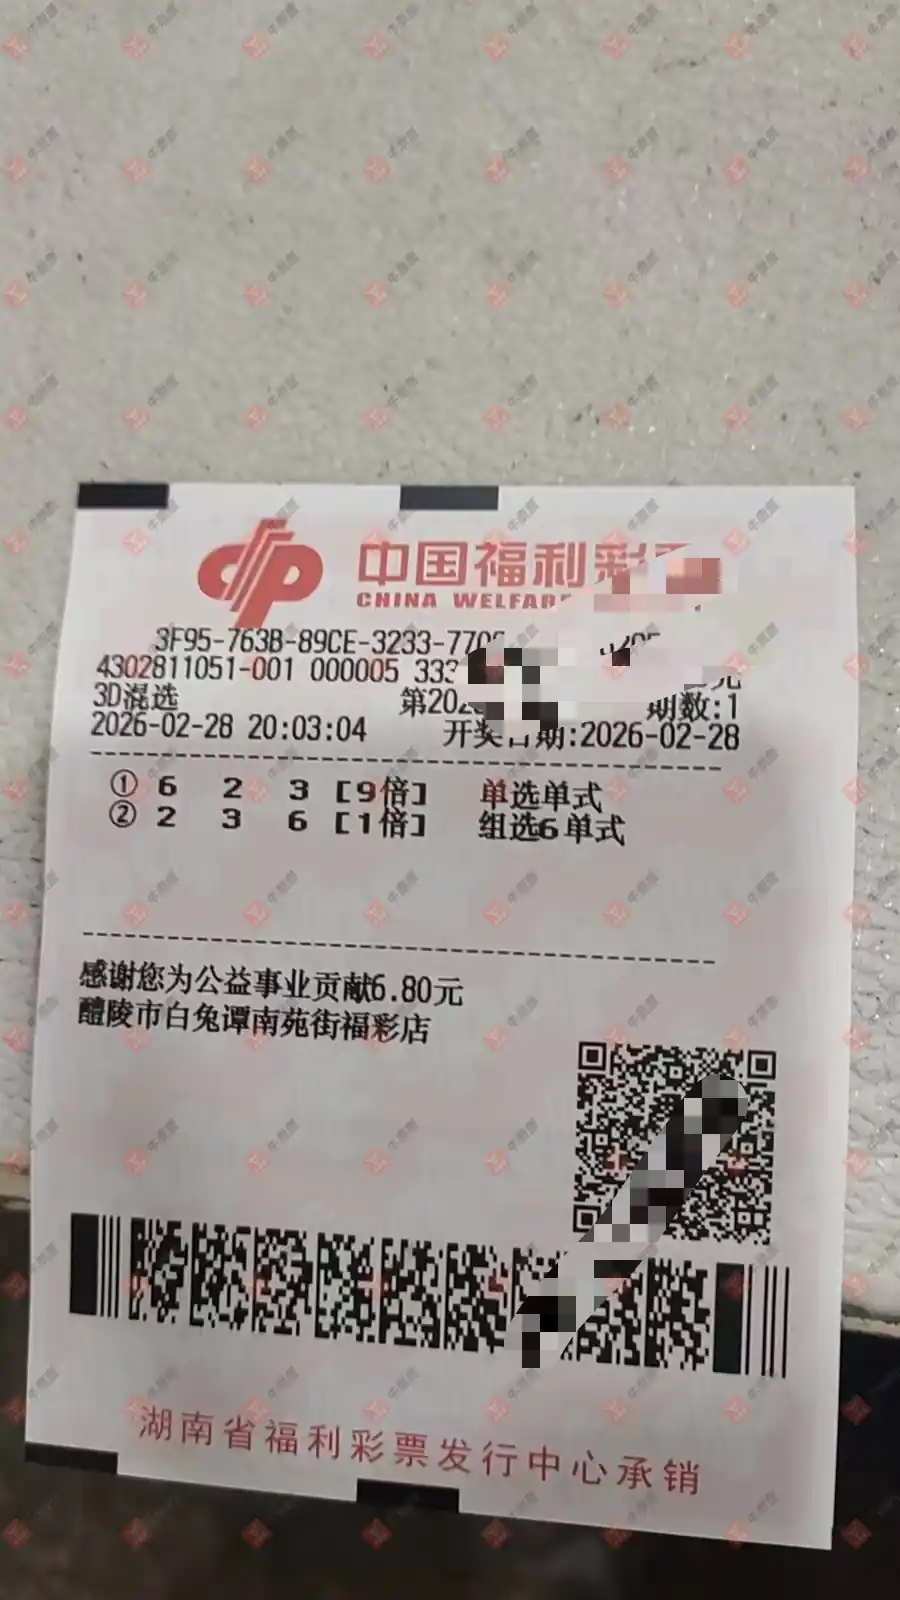 中国福利彩
CHINA WELFARE
3F95-763B-89CE-3233-770
4302811051-001 000005 333
3D混选 第202 期数:1
2026-02-28 20:03:04 开奖日期:2026-02-28
① 6 2 3 [9倍] 单选单式
② 2 3 6 [1倍] 组选6单式
感谢您为公益事业贡献6.80元
醴陵市白兔谭南苑街福彩店
湖南省福利彩票发行中心承销